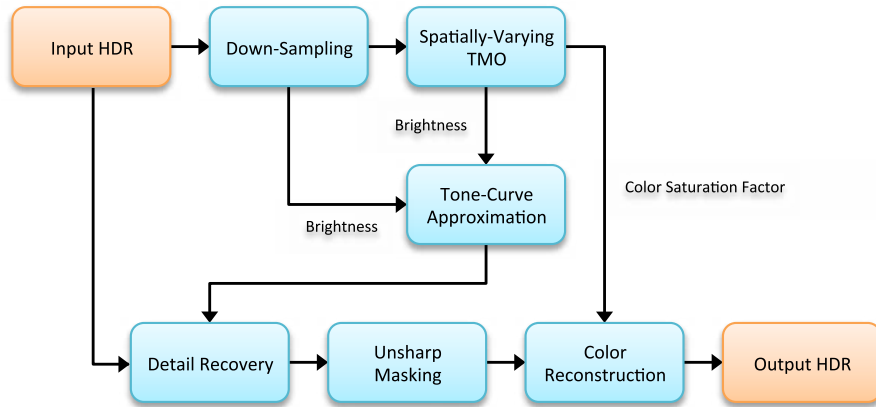 Input HDR
Down-Sampling
Spatially-Varying
TMO
Brightness
Color Saturation Factor
Tone-Curve
Approximation
Brightness
Detail Recovery
Unsharp
Masking
Color
Reconstruction
Output HDR